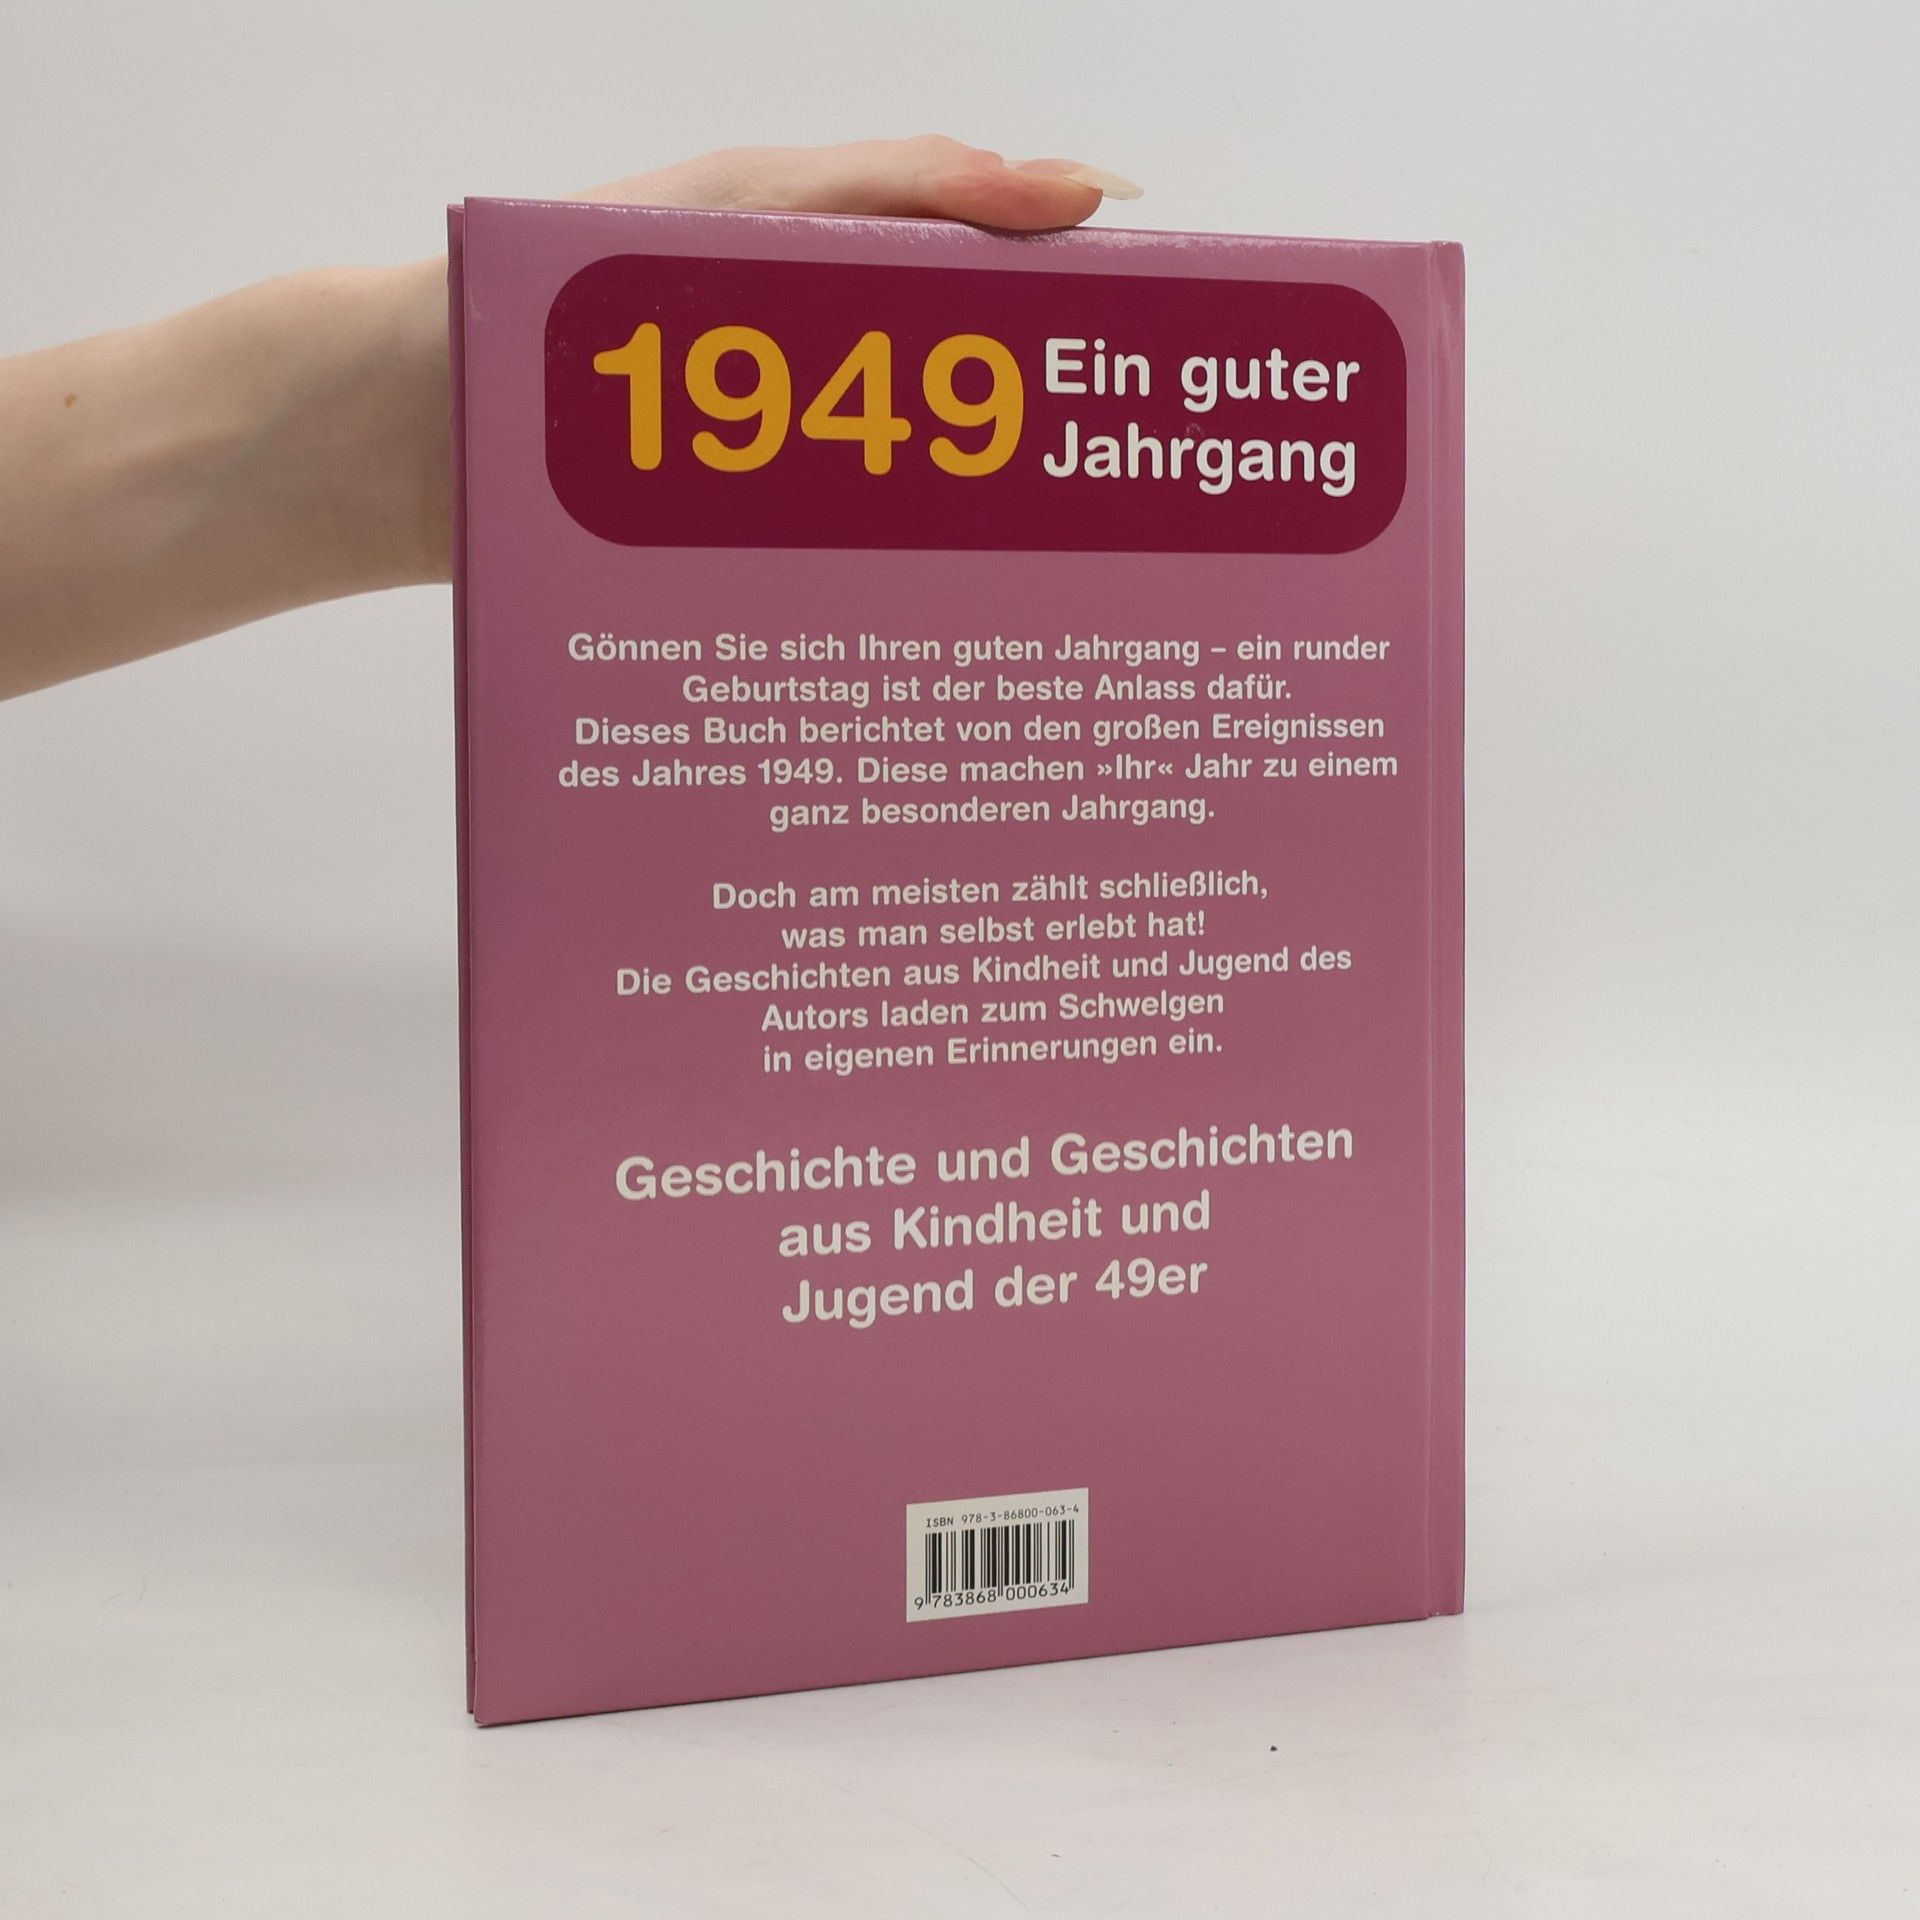 1949 Ein guter
Jahrgang
Gönnen Sie sich Ihren guten Jahrgang – ein runder
Geburtstag ist der beste Anlass dafür.
Dieses Buch berichtet von den großen Ereignissen
des Jahres 1949. Diese machen »Ihr« Jahr zu einem
ganz besonderen Jahrgang.
Doch am meisten zählt schließlich,
was man selbst erlebt hat!
Die Geschichten aus Kindheit und Jugend des
Autors laden zum Schwelgen
in eigenen Erinnerungen ein.
Geschichte und Geschichten
aus Kindheit und
Jugend der 49er
ISBN 978-3-86800-063-4
9 783868 000634